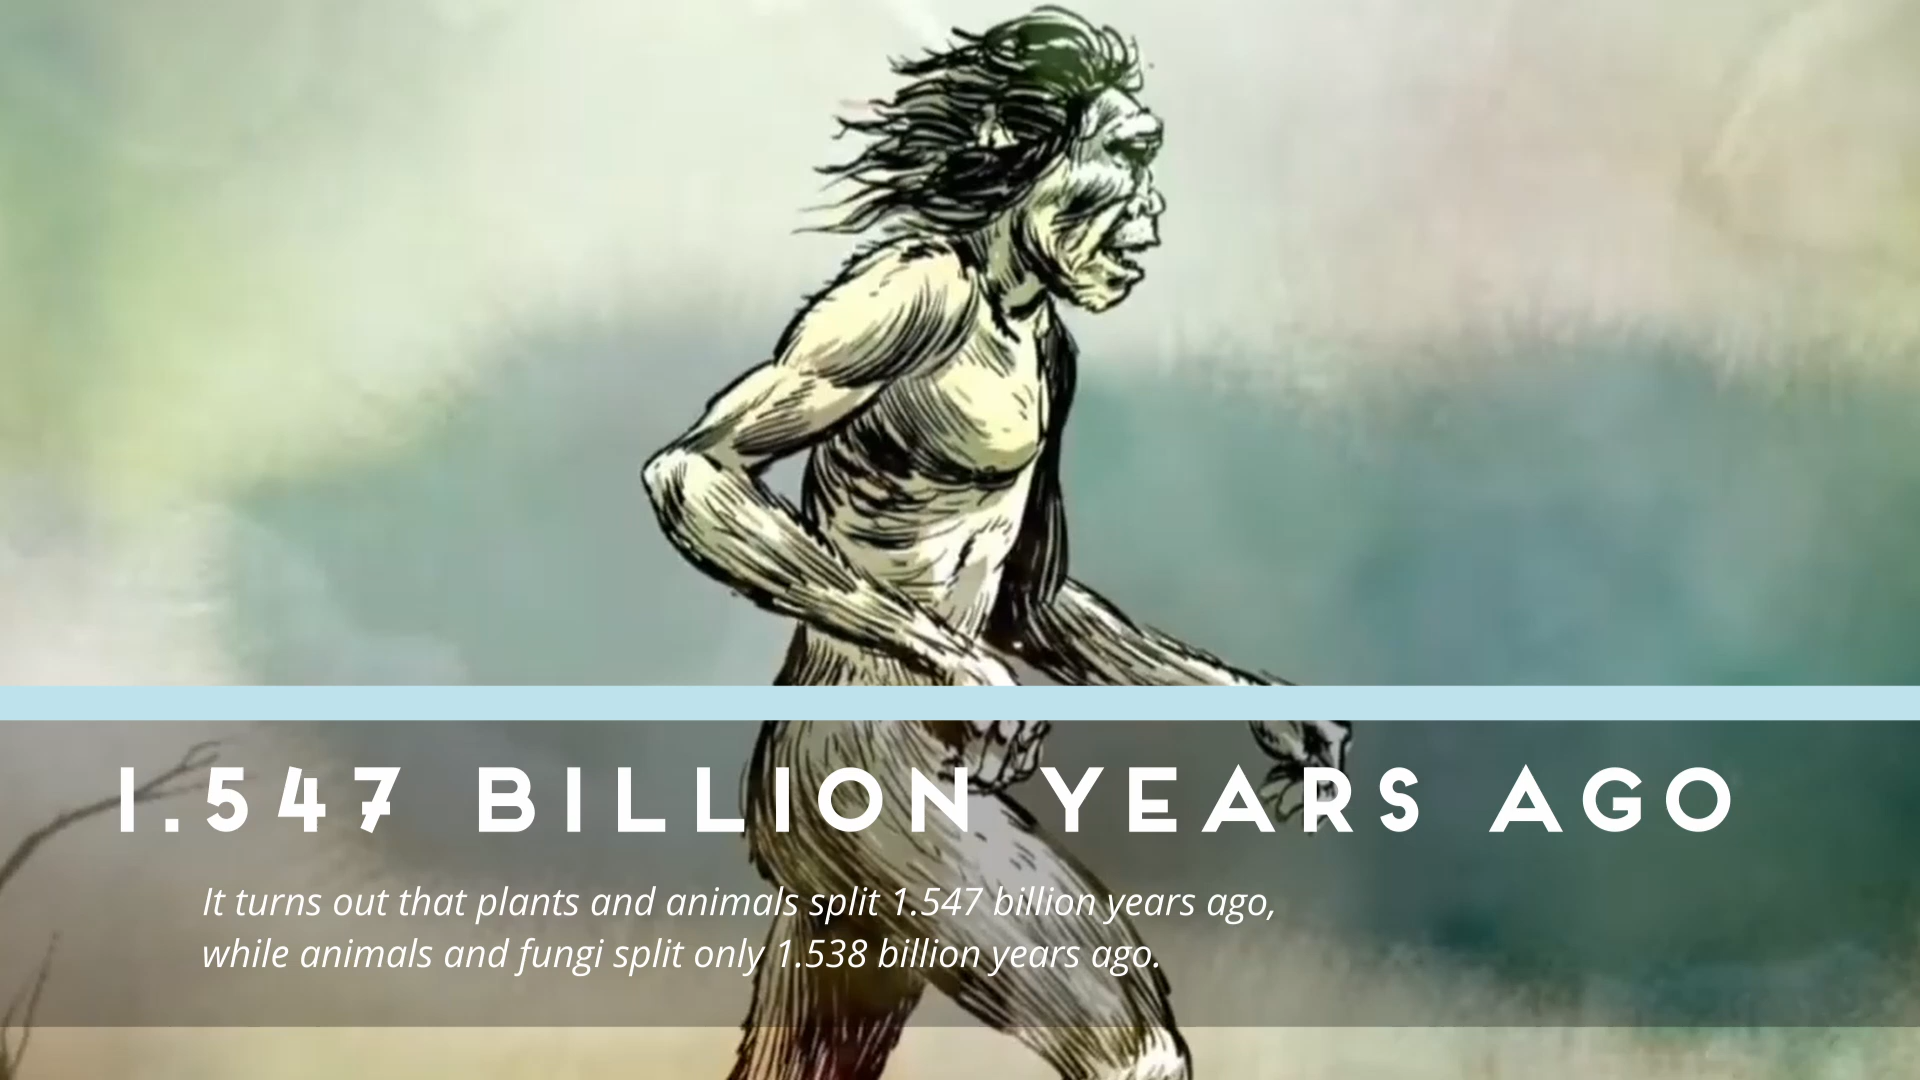 1.547 BILLION YEARS AGO
It turns out that plants and animals split 1.547 billion years ago,
while animals and fungi split only 1.538 billion years ago.